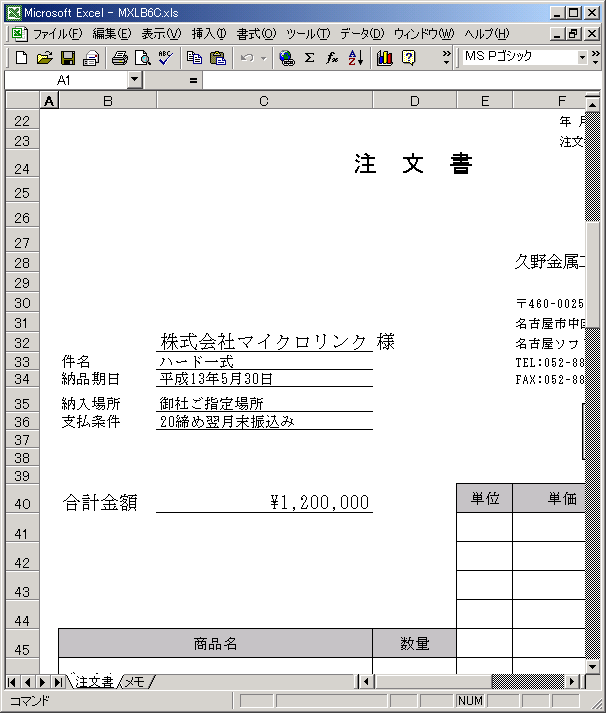 Microsoft Excel - MXLB6C.xls
ファイル(F) 編集(E) 表示(V) 挿入(I) 書式(O) ツール(T) データ(D) ウィンドウ(W) ヘルプ(H)
MS Pゴシック
A1 =
A B C D E F
22 年 月
23 注文
24 注 文 書
25
26
27
28 久野金属工
29
30 〒460-0025
31 名古屋市中区
32 株式会社マイクロリンク 様 名古屋ソフ
33 件名 ハード一式 TEL:052-88
34 納品期日 平成13年5月30日 FAX:052-88
35 納入場所 御社ご指定場所
36 支払条件 20締め翌月末振込み
37
38
39
40 合計金額 ¥1,200,000 単位 単価
41
42
43
44
45 商品名 数量
注文書 メモ
コマンド NUM